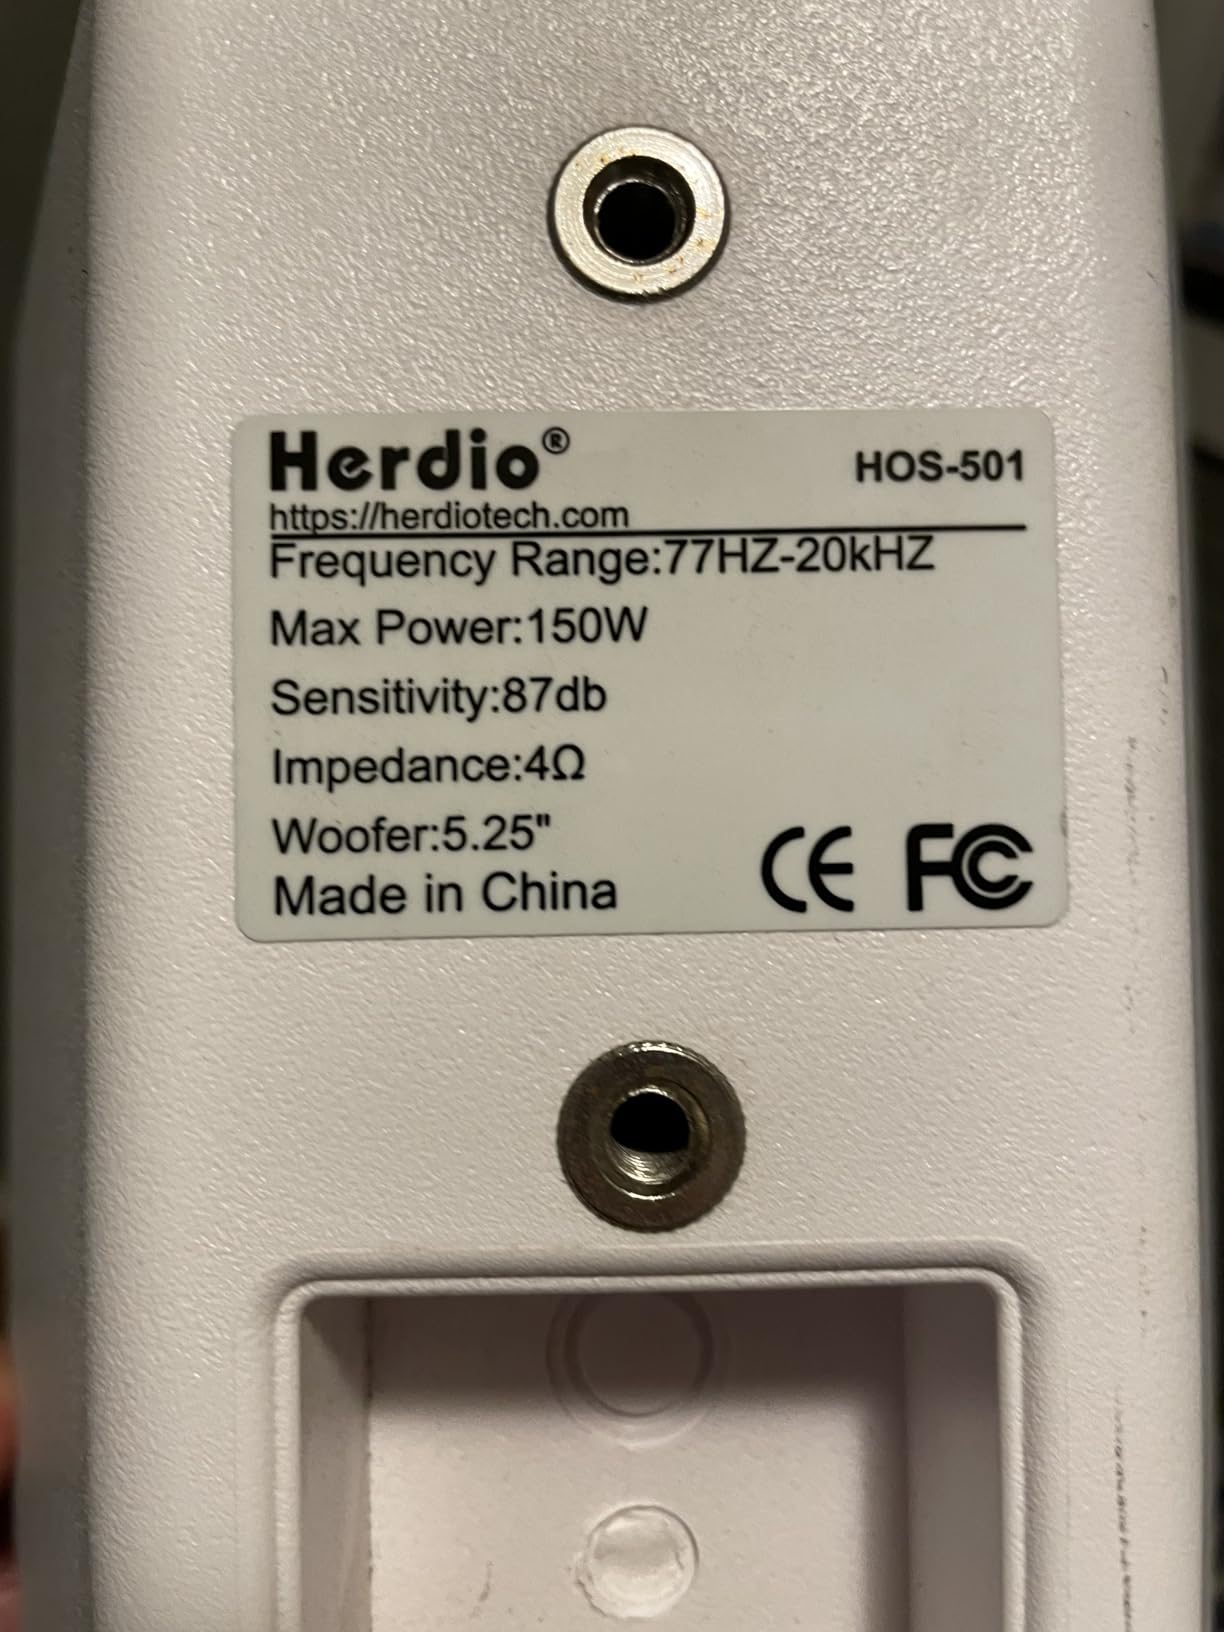 Herdio® HOS-501
https://herdiotech.com
Frequency Range:77HZ-20kHZ
Max Power:150W
Sensitivity:87db
Impedance:4Ω
Woofer:5.25"
Made in China CE FC